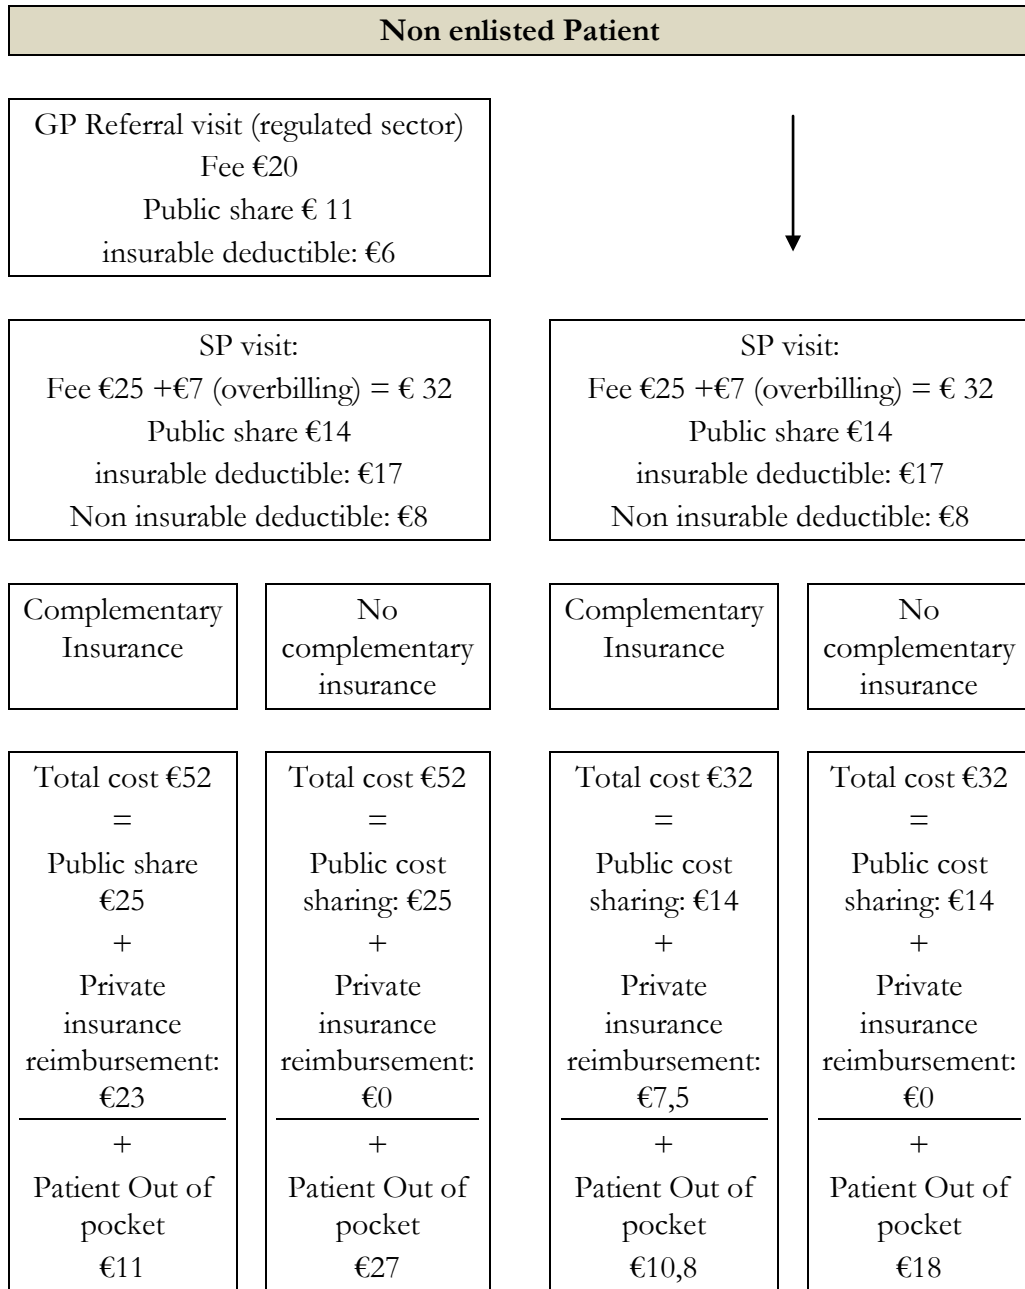 Non enlisted Patient
GP Referral visit (regulated sector)
Fee €20
Public share € 11
insurable deductible: €6
SP visit:
Fee €25 +€7 (overbilling) = € 32
Public share €14
insurable deductible: €17
Non insurable deductible: €8
SP visit:
Fee €25 +€7 (overbilling) = € 32
Public share €14
insurable deductible: €17
Non insurable deductible: €8
Complementary
Insurance
No
complementary
insurance
Complementary
Insurance
No
complementary
insurance
Total cost €52
=
Public share
€25
+
Private
insurance
reimbursement:
€23
+
Patient Out of
pocket
€11
Total cost €52
=
Public cost
sharing: €25
+
Private
insurance
reimbursement:
€0
+
Patient Out of
pocket
€27
Total cost €32
=
Public cost
sharing: €14
+
Private
insurance
reimbursement:
€7,5
+
Patient Out of
pocket
€10,8
Total cost €32
=
Public cost
sharing: €14
+
Private
insurance
reimbursement:
€0
+
Patient Out of
pocket
€18